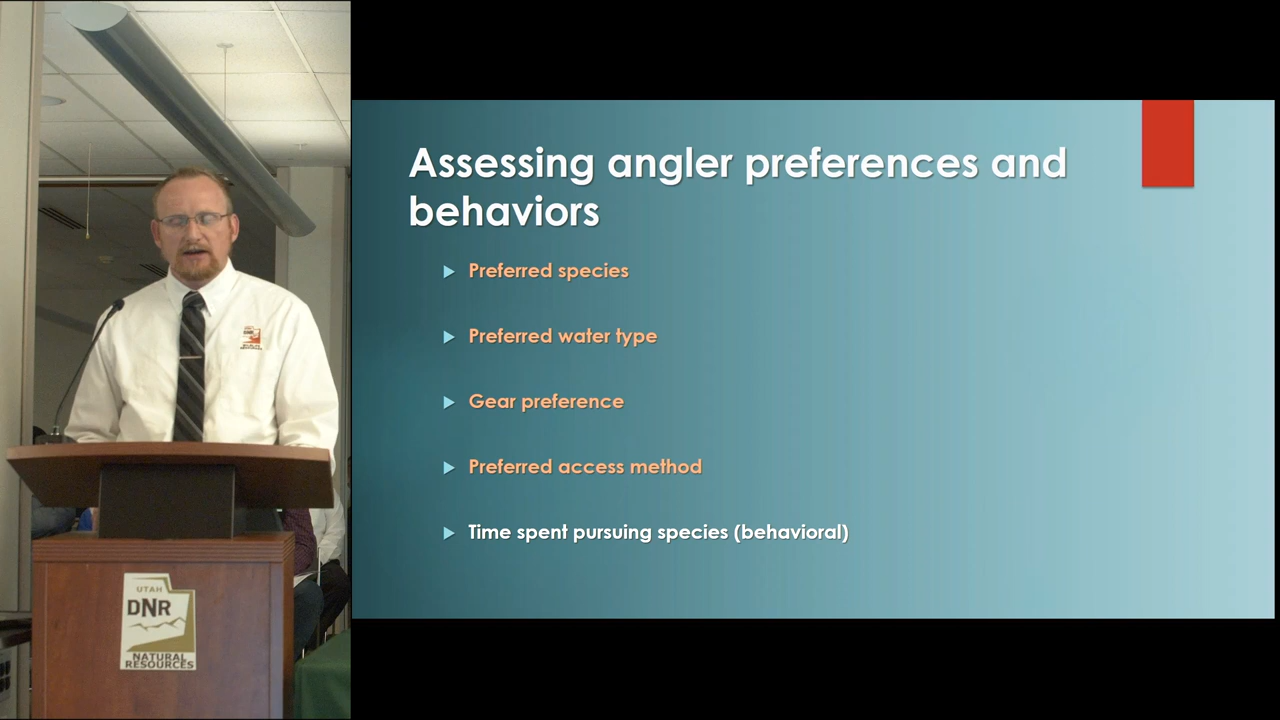 Assessing angler preferences and
behaviors
Preferred species
Preferred water type
Gear preference
Preferred access method
Time spent pursuing species (behavioral)
DNR
UTAH
DNR
NATURAL
RESOURCES